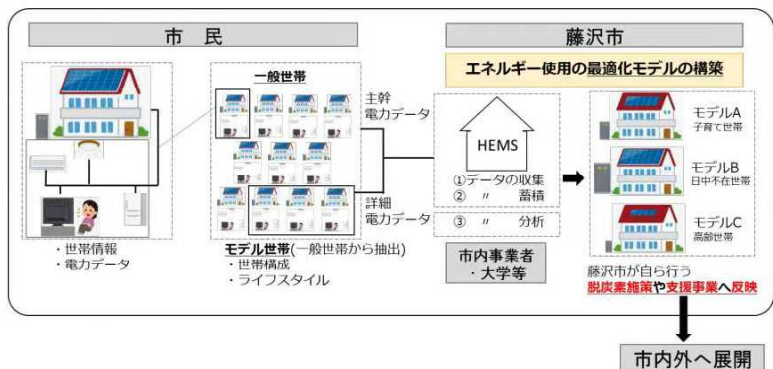 市 民
藤沢市
エネルギー使用の最適化モデルの構築
一般世帯
主幹
電力データ
詳細
電力データ
HEMS
①データの収集
② 〃 蓄積
③ 〃 分析
モデルA
子育て世帯
モデルB
日中不在世帯
モデルC
高齢世帯
・世帯情報
・電力データ
モデル世帯(一般世帯から抽出)
・世帯構成
・ライフスタイル
市内事業者
・大学等
藤沢市が自ら行う
脱炭素施策や支援事業へ反映
市内外へ展開